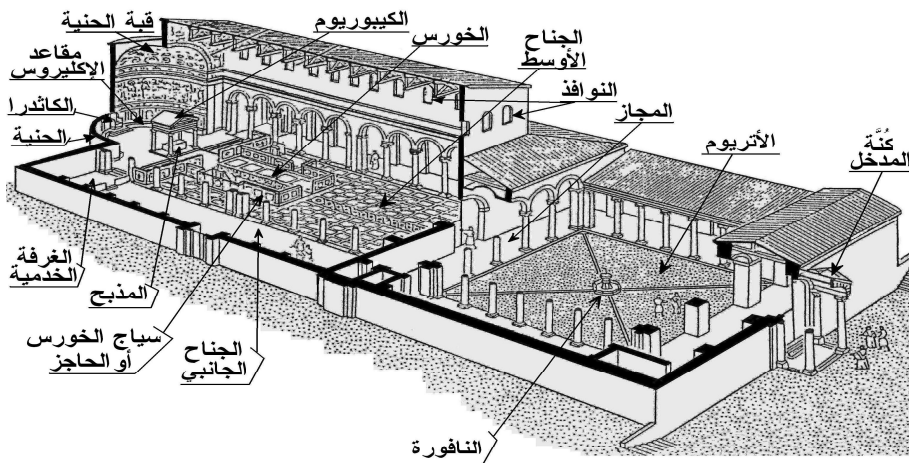 كُنَّة
المدخل
الجناح
الأوسط
النوافذ
المجاز
الأتريوم
الكيبوريوم
الخورس
قبة الحنية
مقاعد
الإكليروس
الكاثدرا
الحنية
الغرفة
الخدمية
المذبح
سياج الخورس
أو الحاجز
الجناح
الجانبي
النافورة